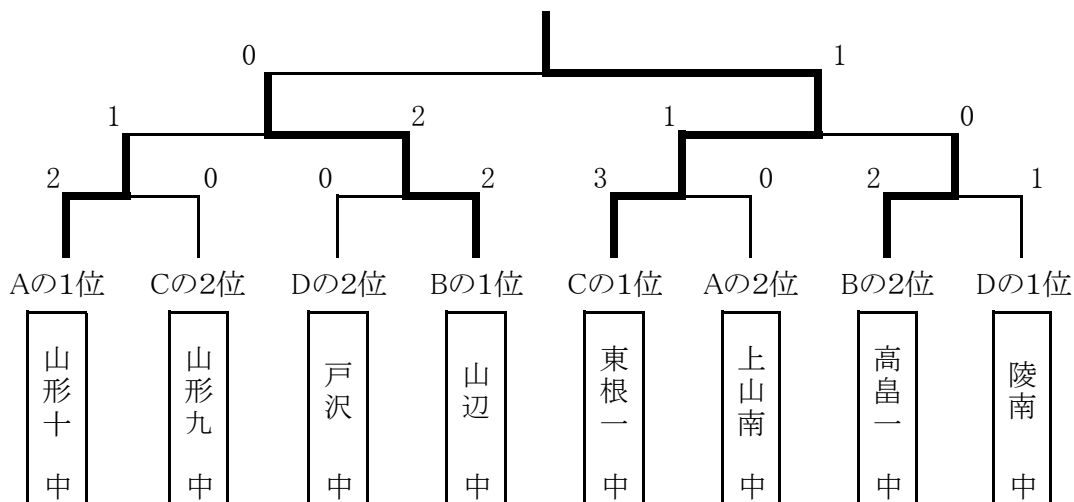 0 1
1 2 1 0
2 0 0 2 3 0 2 1
Aの1位 Cの2位 Dの2位 Bの1位 Cの1位 Aの2位 Bの2位 Dの1位
山形十中
山形九中
戸沢中
山辺中
東根一中
上山南中
高畠一中
陵南中